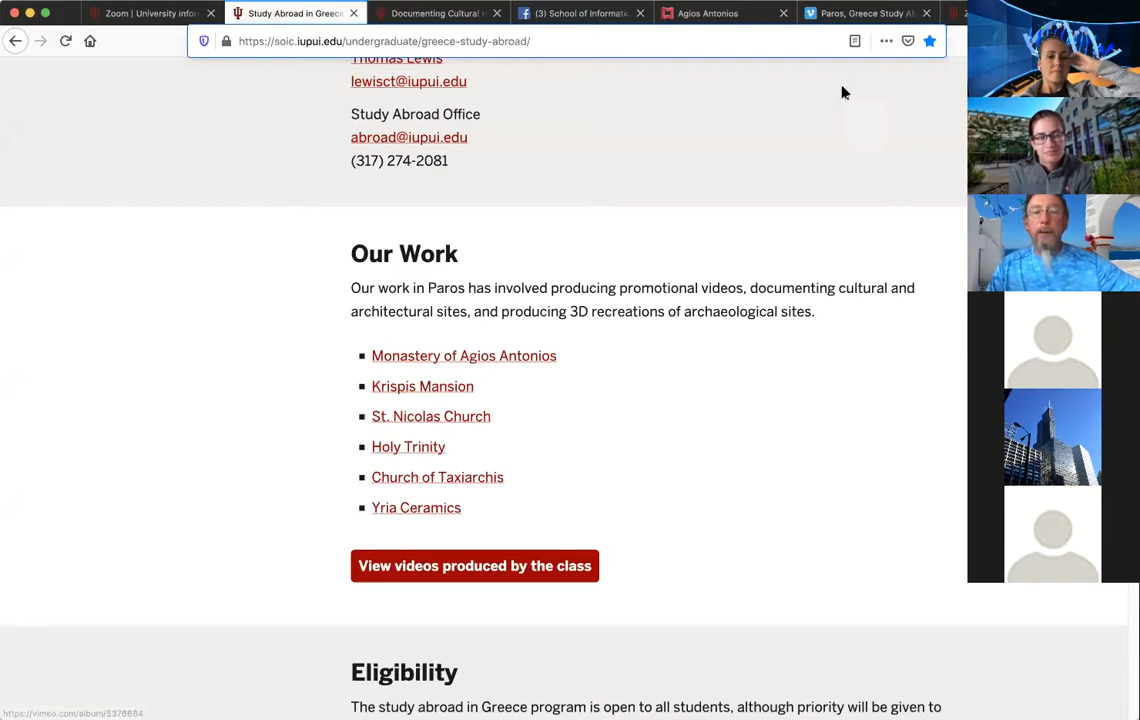 Zoom | University infor
Study Abroad in Greece
Documenting Cultural
(3) School of Informatic
Agios Antonios
Paros, Greece Study Ab
https://soic.iupui.edu/undergraduate/greece-study-abroad/
Thomas Lewis
lewisct@iupui.edu
Study Abroad Office
abroad@iupui.edu
(317) 274-2081
Our Work
Our work in Paros has involved producing promotional videos, documenting cultural and
architectural sites, and producing 3D recreations of archaeological sites.
Monastery of Agios Antonios
Krispis Mansion
St. Nicolas Church
Holy Trinity
Church of Taxiarchis
Yria Ceramics
View videos produced by the class
Eligibility
The study abroad in Greece program is open to all students, although priority will be given to
https://vimeo.com/album/5376684